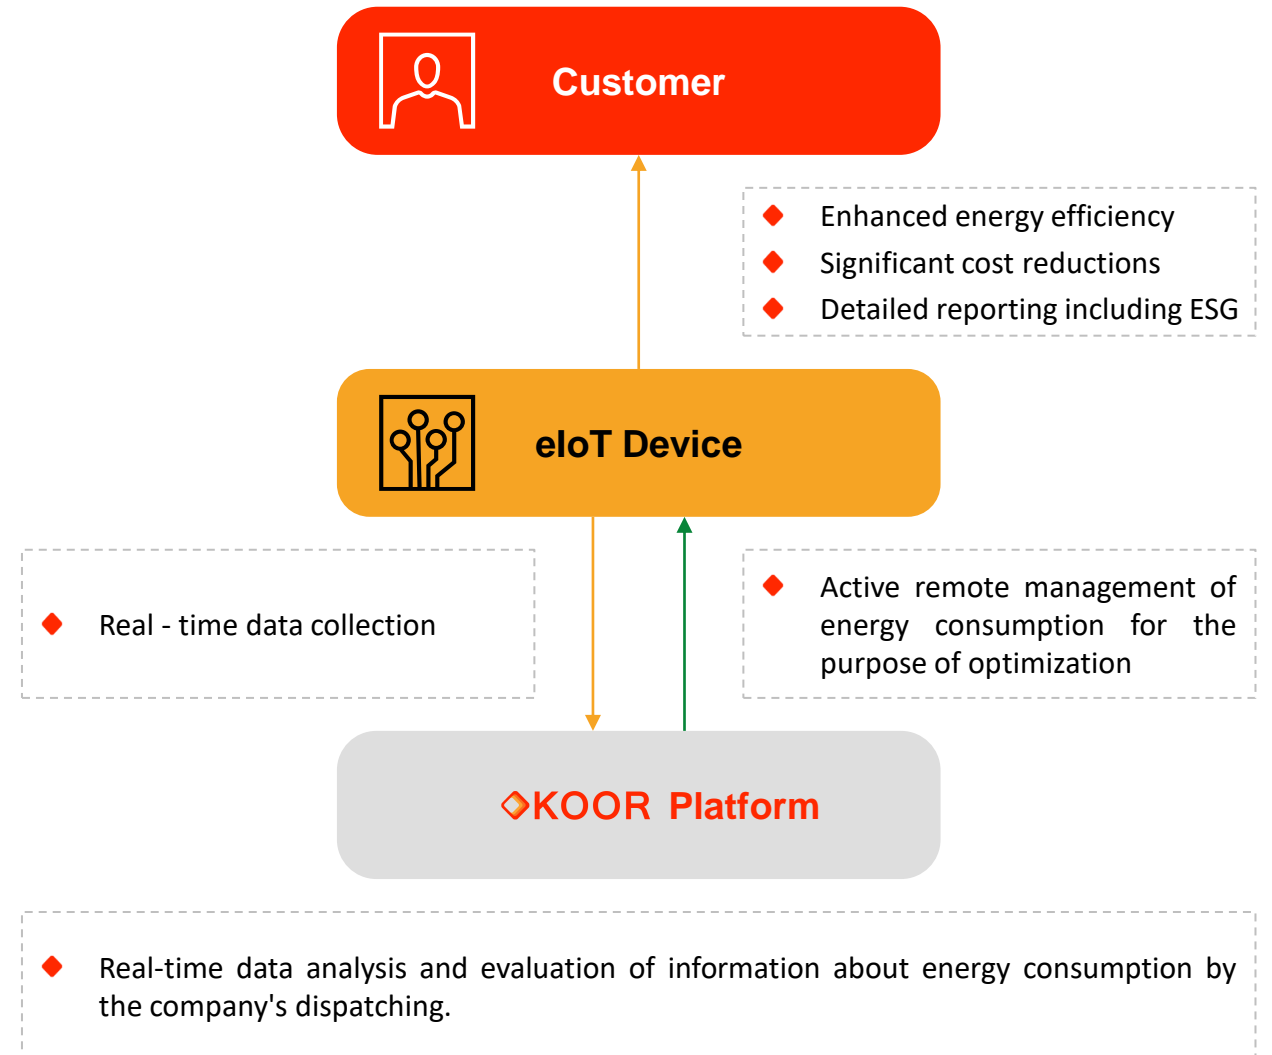 Customer
Enhanced energy efficiency
Significant cost reductions
Detailed reporting including ESG
eIoT Device
Real - time data collection
Active remote management of
energy consumption for the
purpose of optimization
KOOR Platform
Real-time data analysis and evaluation of information about energy consumption by
the company's dispatching.